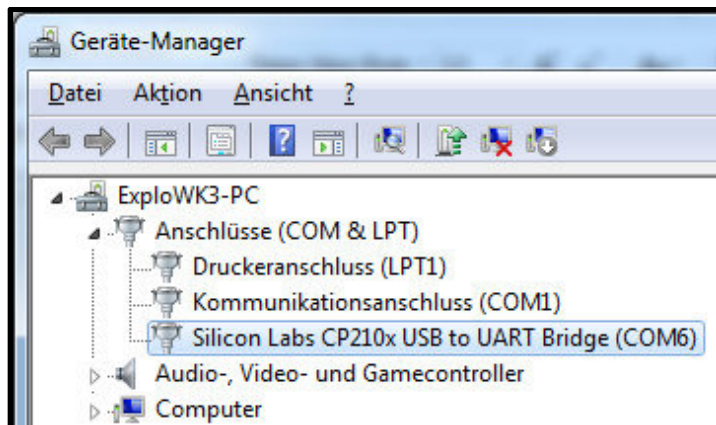 Geräte-Manager
Datei Aktion Ansicht ?
ExploWK3-PC
Anschlüsse (COM & LPT)
Druckeranschluss (LPT1)
Kommunikationsanschluss (COM1)
Silicon Labs CP210x USB to UART Bridge (COM6)
Audio-, Video- und Gamecontroller
Computer